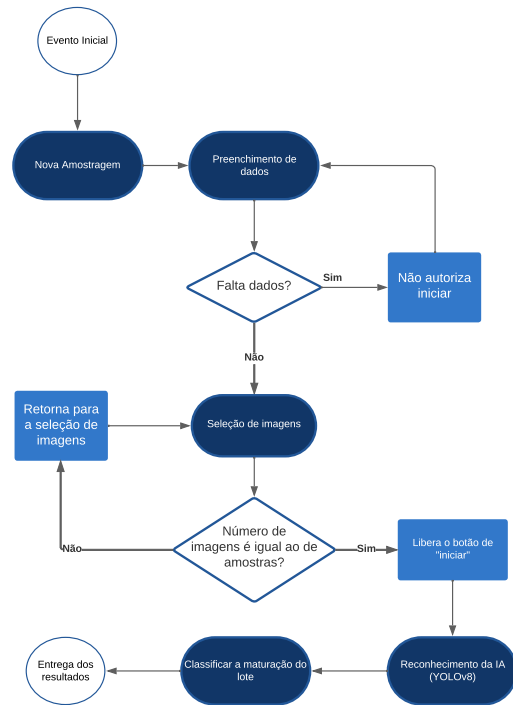 Evento Inicial
Nova Amostragem
Preenchimento de
dados
Falta dados?
Sim
Não autoriza
iniciar
Não
Retorna para
a seleção de
imagens
Seleção de imagens
Número de
imagens é igual ao de
amostras?
Não
Sim
Libera o botão de
"iniciar"
Entrega dos
resultados
Classificar a maturação do
lote
Reconhecimento da IA
(YOLOv8)